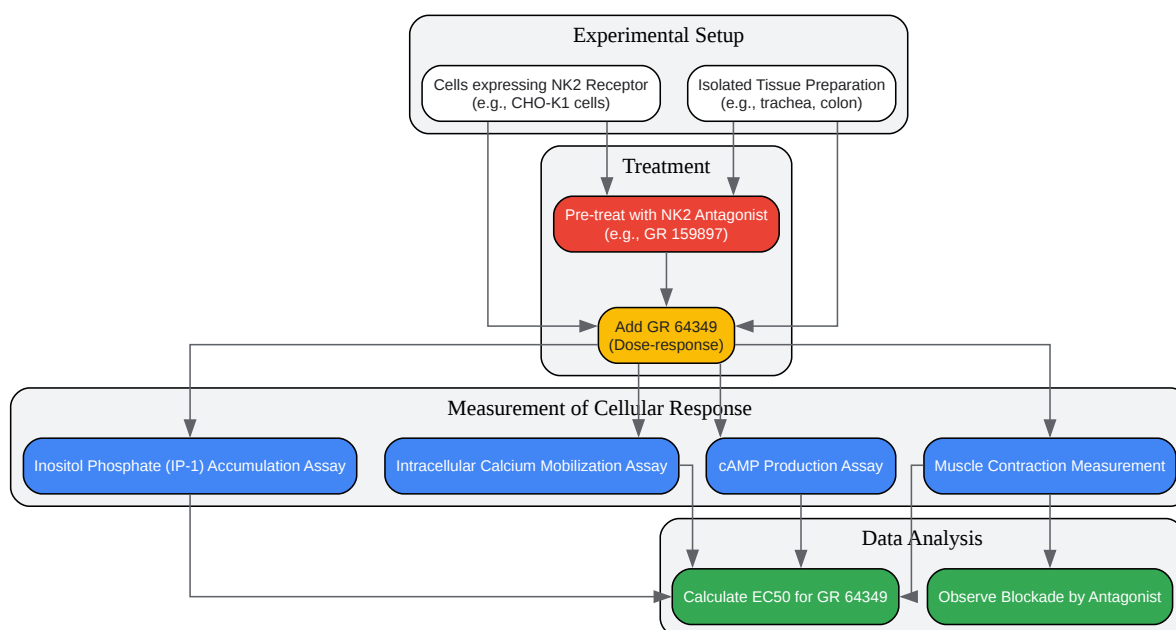 Experimental Setup
Cells expressing NK2 Receptor
(e.g., CHO-K1 cells)
Isolated Tissue Preparation
(e.g., trachea, colon)
Treatment
Pre-treat with NK2 Antagonist
(e.g., GR 159897)
Add GR 64349
(Dose-response)
Measurement of Cellular Response
Inositol Phosphate (IP-1) Accumulation Assay
Intracellular Calcium Mobilization Assay
cAMP Production Assay
Muscle Contraction Measurement
Data Analysis
Calculate EC50 for GR 64349
Observe Blockade by Antagonist